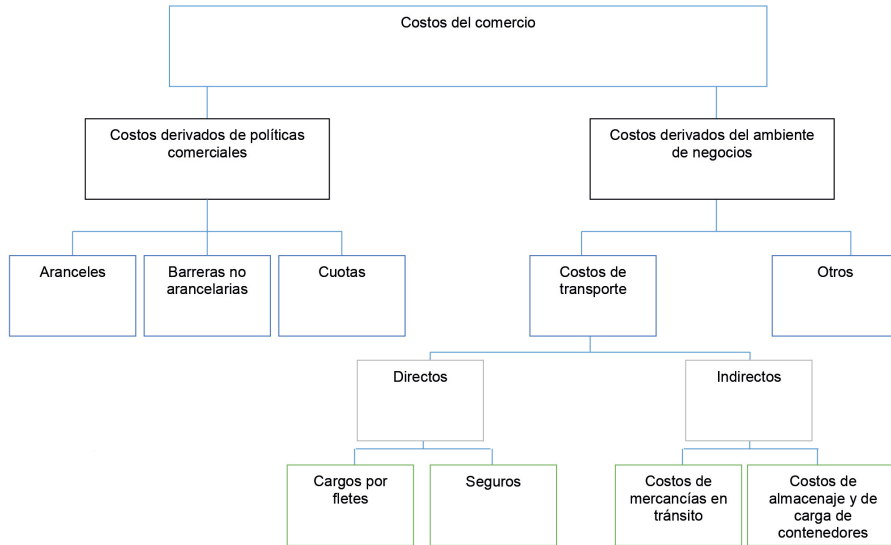 Costos del comercio
Costos derivados de políticas
comerciales
Costos derivados del ambiente
de negocios
Aranceles
Barreras no
arancelarias
Cuotas
Costos de
transporte
Otros
Directos
Indirectos
Cargos por
fletes
Seguros
Costos de
mercancías en
tránsito
Costos de
almacenaje y de
carga de
contenedores